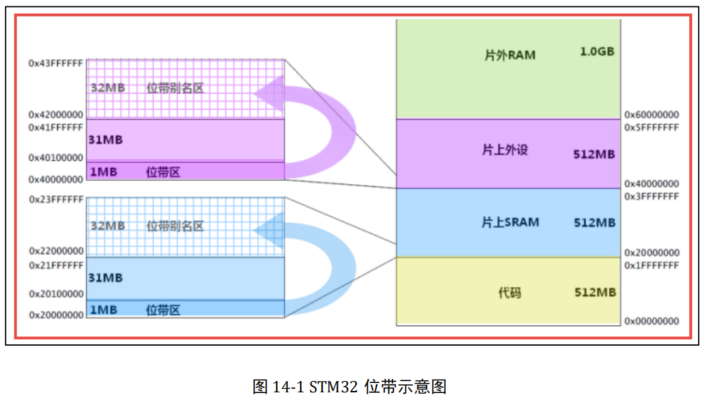 0x43FFFFFF
32MB 位带别名区
0x42000000
0x41FFFFFF
31MB
0x40100000
1MB 位带区
0x40000000
0x23FFFFFF
32MB 位带别名区
0x22000000
0x21FFFFFF
31MB
0x20100000
1MB 位带区
0x20000000
片外RAM 1.0GB
0x60000000
0x5FFFFFFF
片上外设 512MB
0x40000000
0x3FFFFFFF
片上SRAM 512MB
0x20000000
0x1FFFFFFF
代码 512MB
0x00000000
图 14-1 STM32 位带示意图